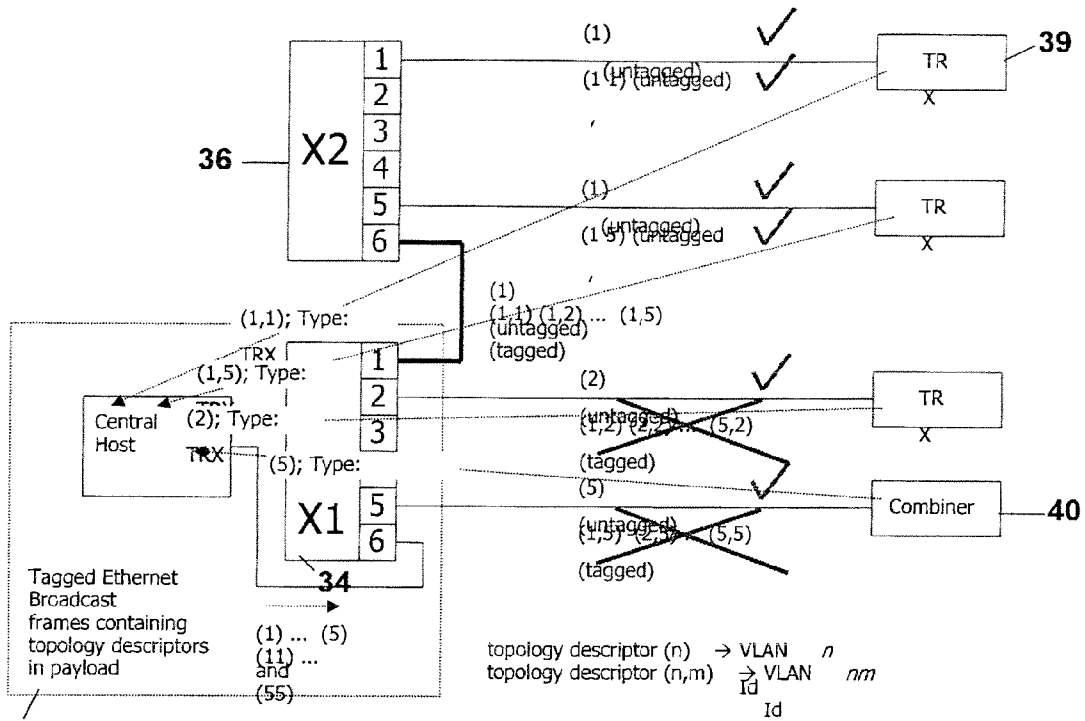 (1)
(untagged)
(1 1) (untagged)
TR
X
39
1
2
3
4
5
6
X2
36
(1)
(untagged)
(1 5) (untagged
TR
X
(1)
(1,1) (1,2) ... (1,5)
(untagged)
(tagged)
(1,1); Type:
TRX
(1,5); Type:
(2); Type:
TRX
(5); Type:
Central
Host
1
2
3
5
6
X1
34
(2)
(untagged)
(1,2) (2,2) ... (5,2)
(tagged)
TR
X
(5)
(untagged)
(1,5) (2,5) ... (5,5)
(tagged)
Combiner
40
Tagged Ethernet
Broadcast
frames containing
topology descriptors
in payload
(1) ... (5)
(11) ...
and
(55)
topology descriptor (n) → VLAN n
topology descriptor (n,m) → VLAN nm
Id
Id